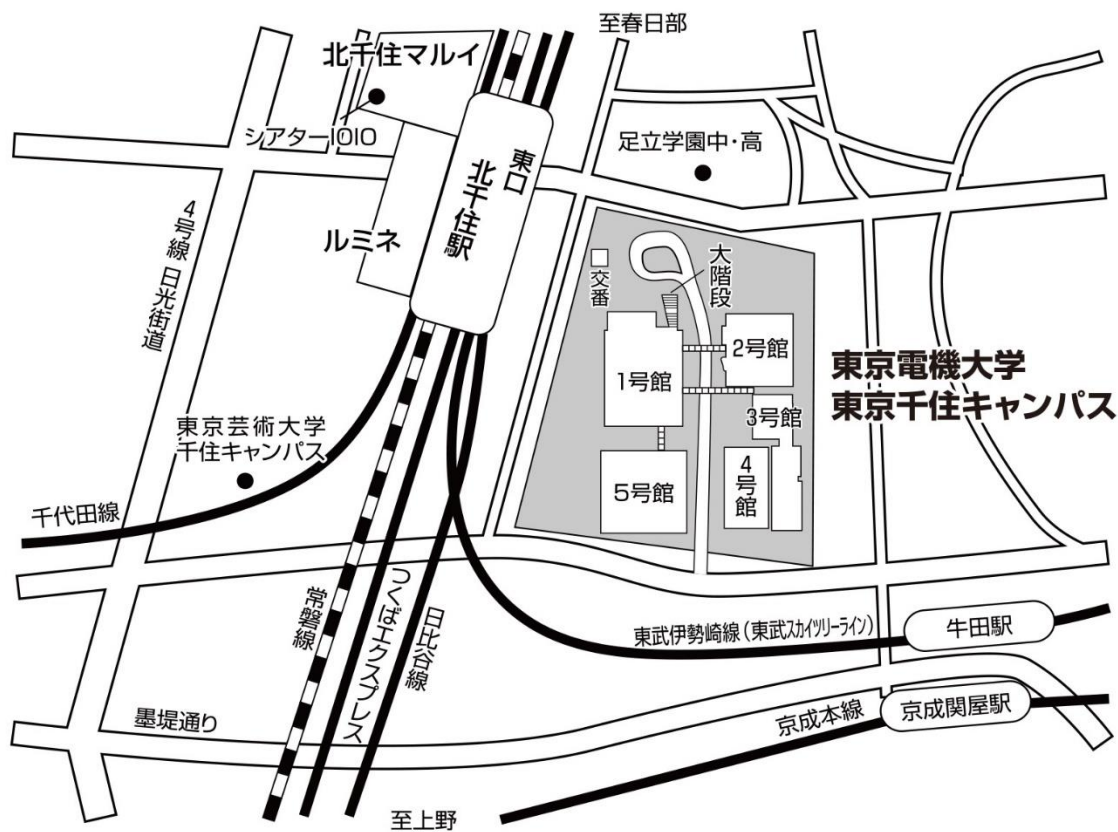 至春日部
北千住マルイ
シアター1010
足立学園中・高
東口
北千住駅
ルミネ
4号線 日光街道
交番
大階段
1号館
2号館
3号館
4号館
5号館
東京電機大学
東京千住キャンパス
東京芸術大学
千住キャンパス
千代田線
常磐線
つくばエクスプレス
日比谷線
東武伊勢崎線(東武スカイツリーライン)
牛田駅
墨堤通り
京成本線
京成関屋駅
至上野